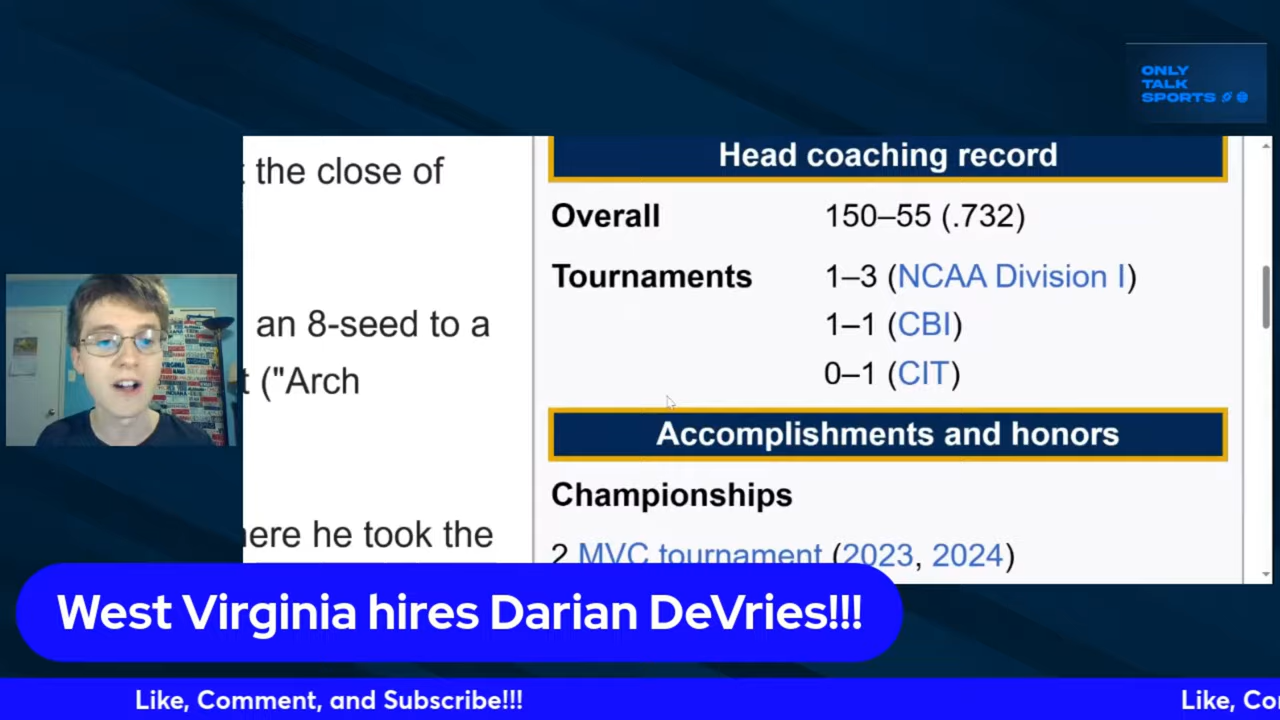 ONLY
TALK
SPORTS
the close of
an 8-seed to a
("Arch
here he took the
Head coaching record
Overall 150–55 (.732)
Tournaments 1–3 (NCAA Division I)
1–1 (CBI)
0–1 (CIT)
Accomplishments and honors
Championships
2 MVC tournament (2023, 2024)
West Virginia hires Darian DeVries!!!
Like, Comment, and Subscribe!!! Like, Co